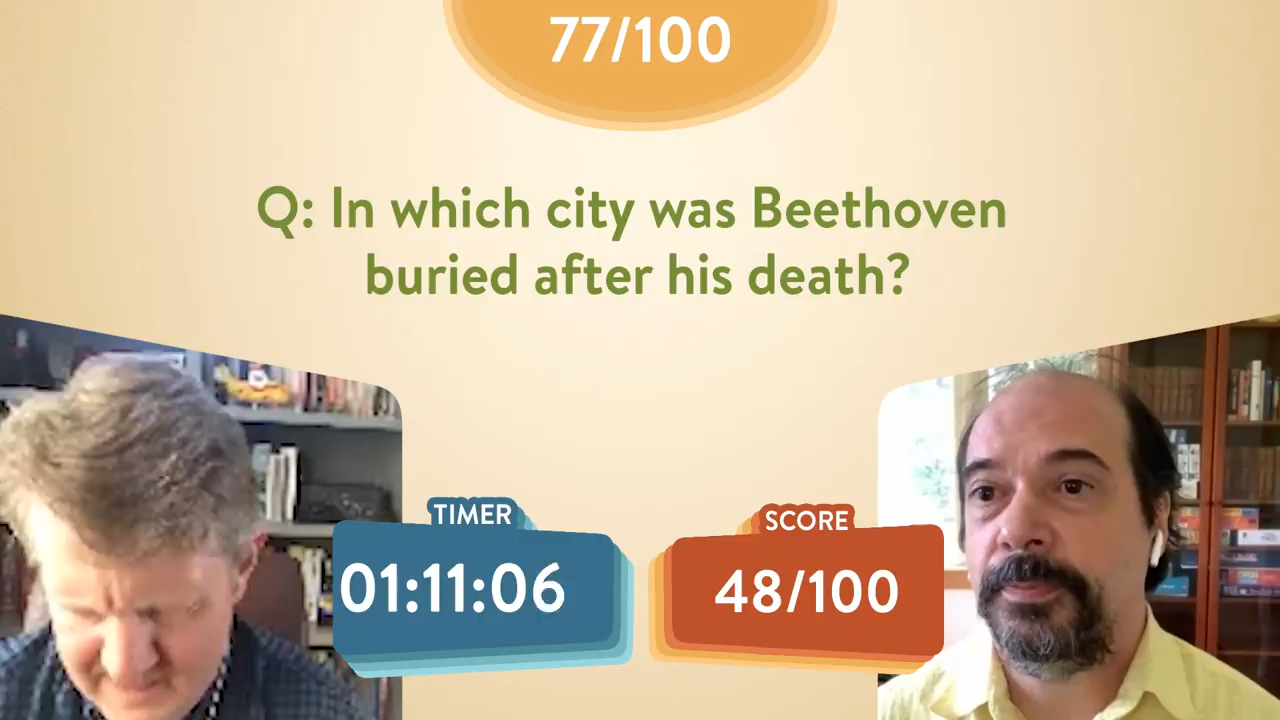 77/100
Q: In which city was Beethoven
buried after his death?
TIMER
01:11:06
SCORE
48/100